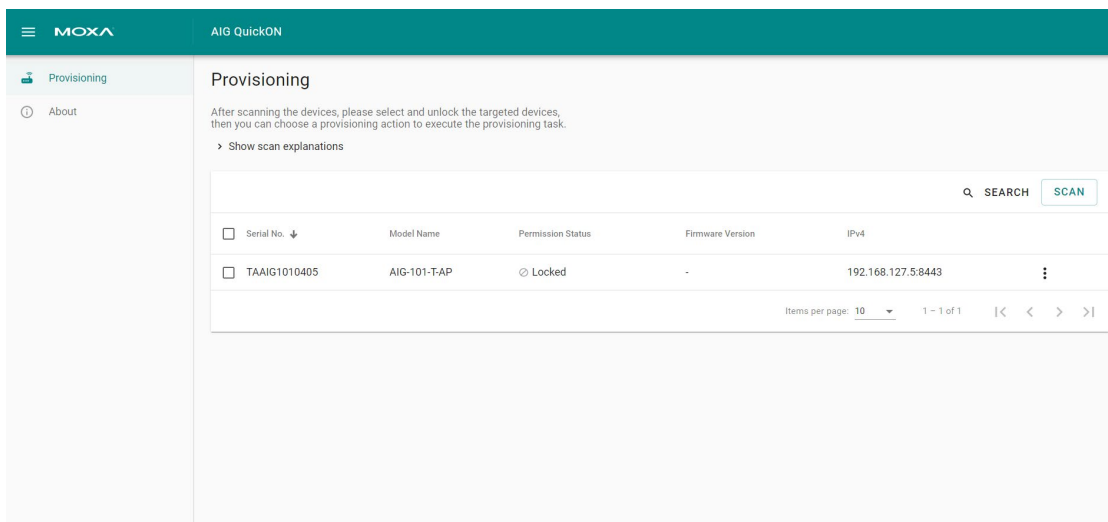 MOXA
AIG QuickON
Provisioning
About
Provisioning
After scanning the devices, please select and unlock the targeted devices,
then you can choose a provisioning action to execute the provisioning task.
Show scan explanations
SEARCH SCAN
Serial No. Model Name Permission Status Firmware Version IPv4
TAAIG1010405 AIG-101-T-AP Locked - 192.168.127.5:8443
Items per page: 10 1 – 1 of 1